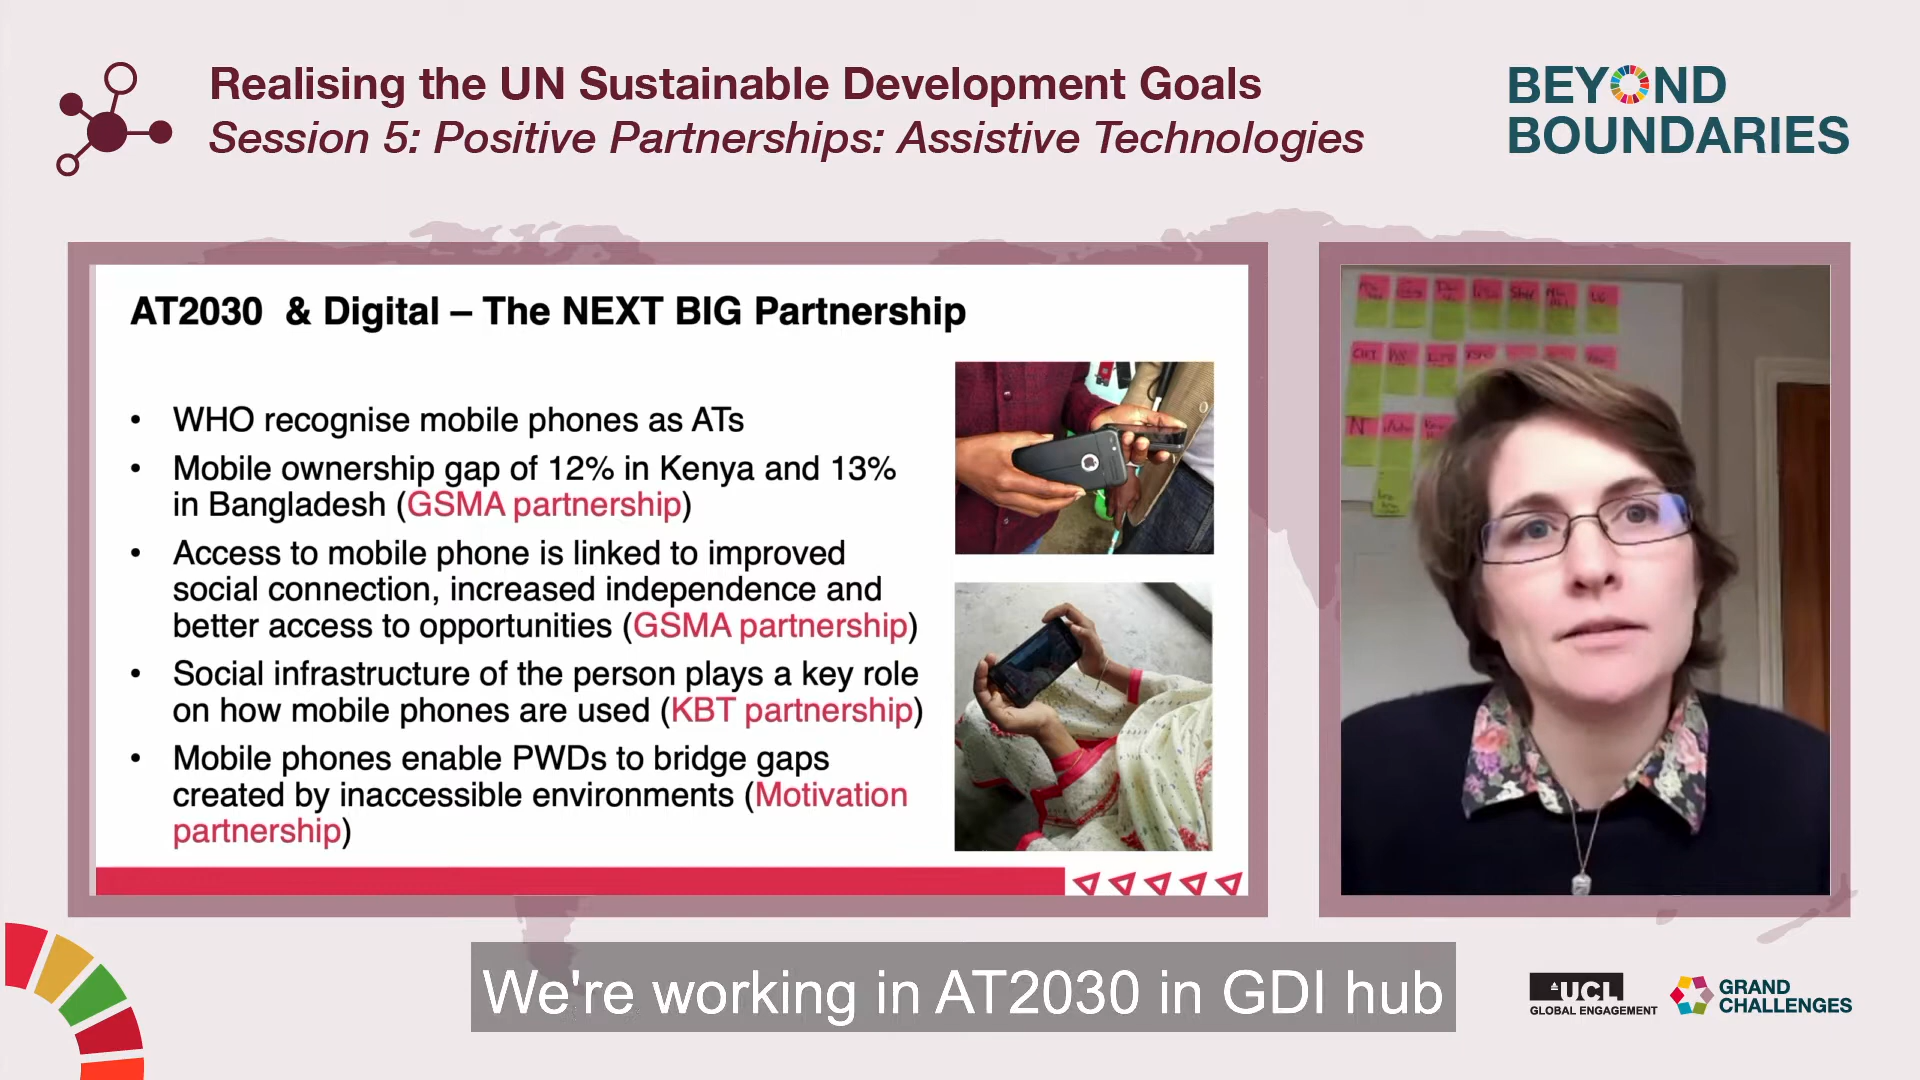 Realising the UN Sustainable Development Goals
Session 5: Positive Partnerships: Assistive Technologies
BEYOND
BOUNDARIES
AT2030 & Digital – The NEXT BIG Partnership
• WHO recognise mobile phones as ATs
• Mobile ownership gap of 12% in Kenya and 13%
in Bangladesh (GSMA partnership)
• Access to mobile phone is linked to improved
social connection, increased independence and
better access to opportunities (GSMA partnership)
• Social infrastructure of the person plays a key role
on how mobile phones are used (KBT partnership)
• Mobile phones enable PWDs to bridge gaps
created by inaccessible environments (Motivation
partnership)
We're working in AT2030 in GDI hub
UCL
GLOBAL ENGAGEMENT
GRAND
CHALLENGES